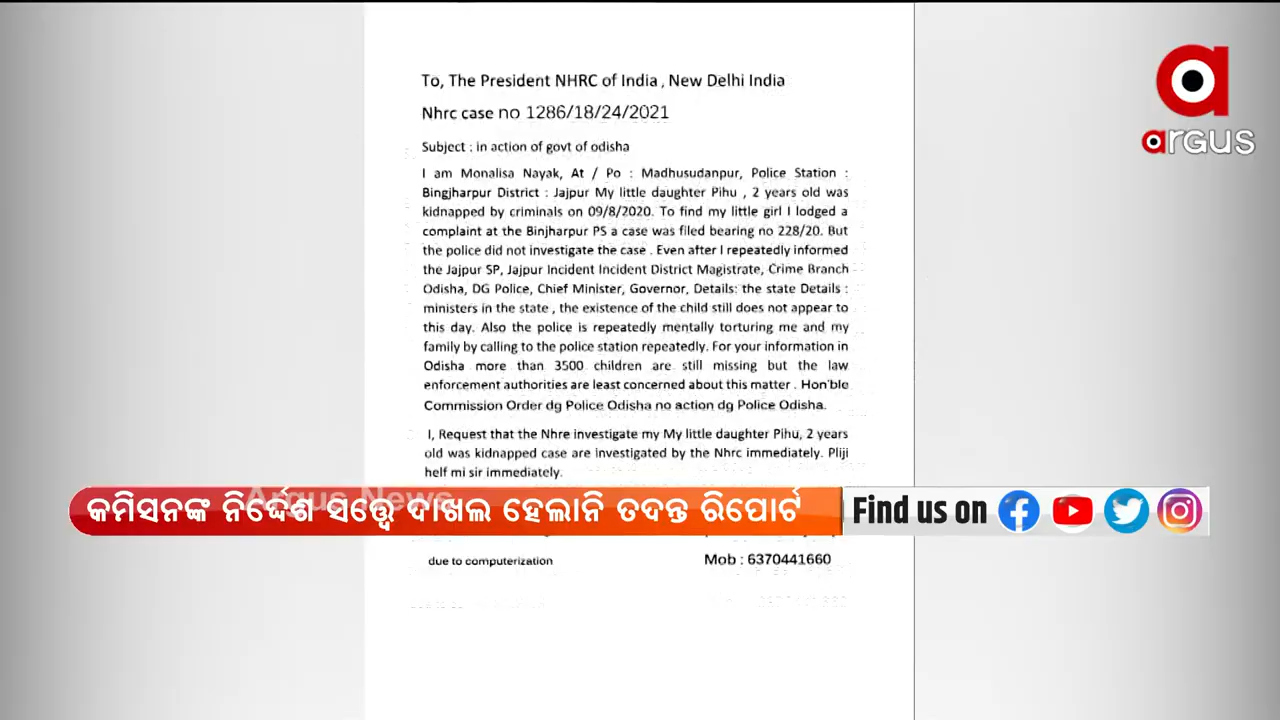 To, The President NHRC of India , New Delhi India
Nhrc case no 1286/18/24/2021
argus
Subject : in action of govt of odisha
I am Monalisa Nayak, At / Po : Madhusudanpur, Police Station :
Bingjharpur District : Jajpur My little daughter Pihu , 2 years old was
kidnapped by criminals on 09/8/2020. To find my little girl I lodged a
complaint at the Binjharpur PS a case was filed bearing no 228/20. But
the police did not investigate the case . Even after I repeatedly informed
the Jajpur SP, Jajpur Incident Incident District Magistrate, Crime Branch
Odisha, DG Police, Chief Minister, Governor, Details: the state Details :
ministers in the state , the existence of the child still does not appear to
this day. Also the police is repeatedly mentally torturing me and my
family by calling to the police station repeatedly. For your information in
Odisha more than 3500 children are still missing but the law
enforcement authorities are least concerned about this matter . Hon'ble
Commission Order dg Police Odisha no action dg Police Odisha.
I, Request that the Nhre investigate my My little daughter Pihu, 2 years
old was kidnapped case are investigated by the Nhrc immediately. Pliji
helf mi sir immediately.
Argus News
କମିସନଙ୍କ ନିର୍ଦ୍ଦେଶ ସତ୍ତ୍ୱେ ଦାଖଲ ହେଲାନି ତଦନ୍ତ ରିପୋର୍ଟ
Find us on
due to computerization
Mob : 6370441660